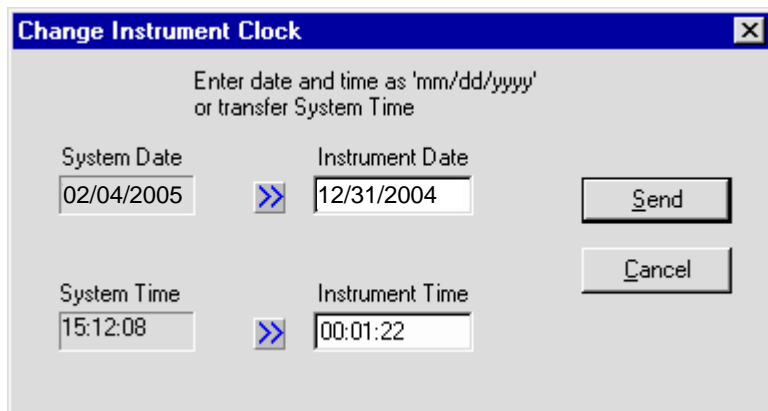 Change Instrument Clock
Enter date and time as 'mm/dd/yyyy'
or transfer System Time
System Date
Instrument Date
02/04/2005
>>
12/31/2004
Send
Cancel
System Time
Instrument Time
15:12:08
>>
00:01:22